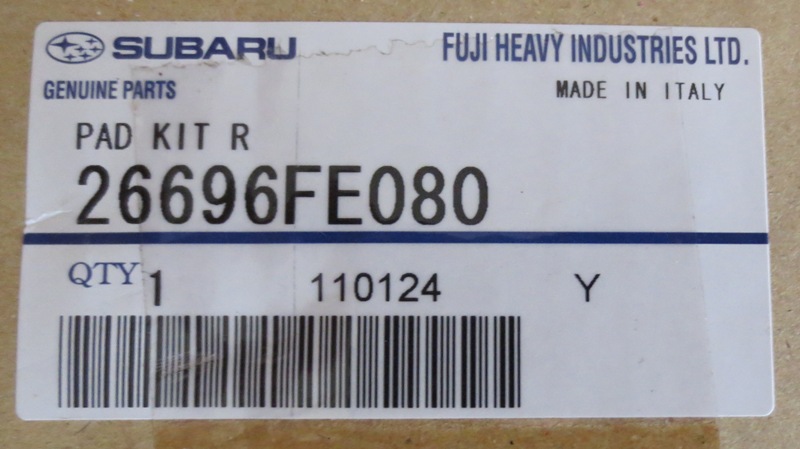 SUBARU FUJI HEAVY INDUSTRIES LTD.
GENUINE PARTS MADE IN ITALY
PAD KIT R
26696FE080
QTY 1 110124 Y